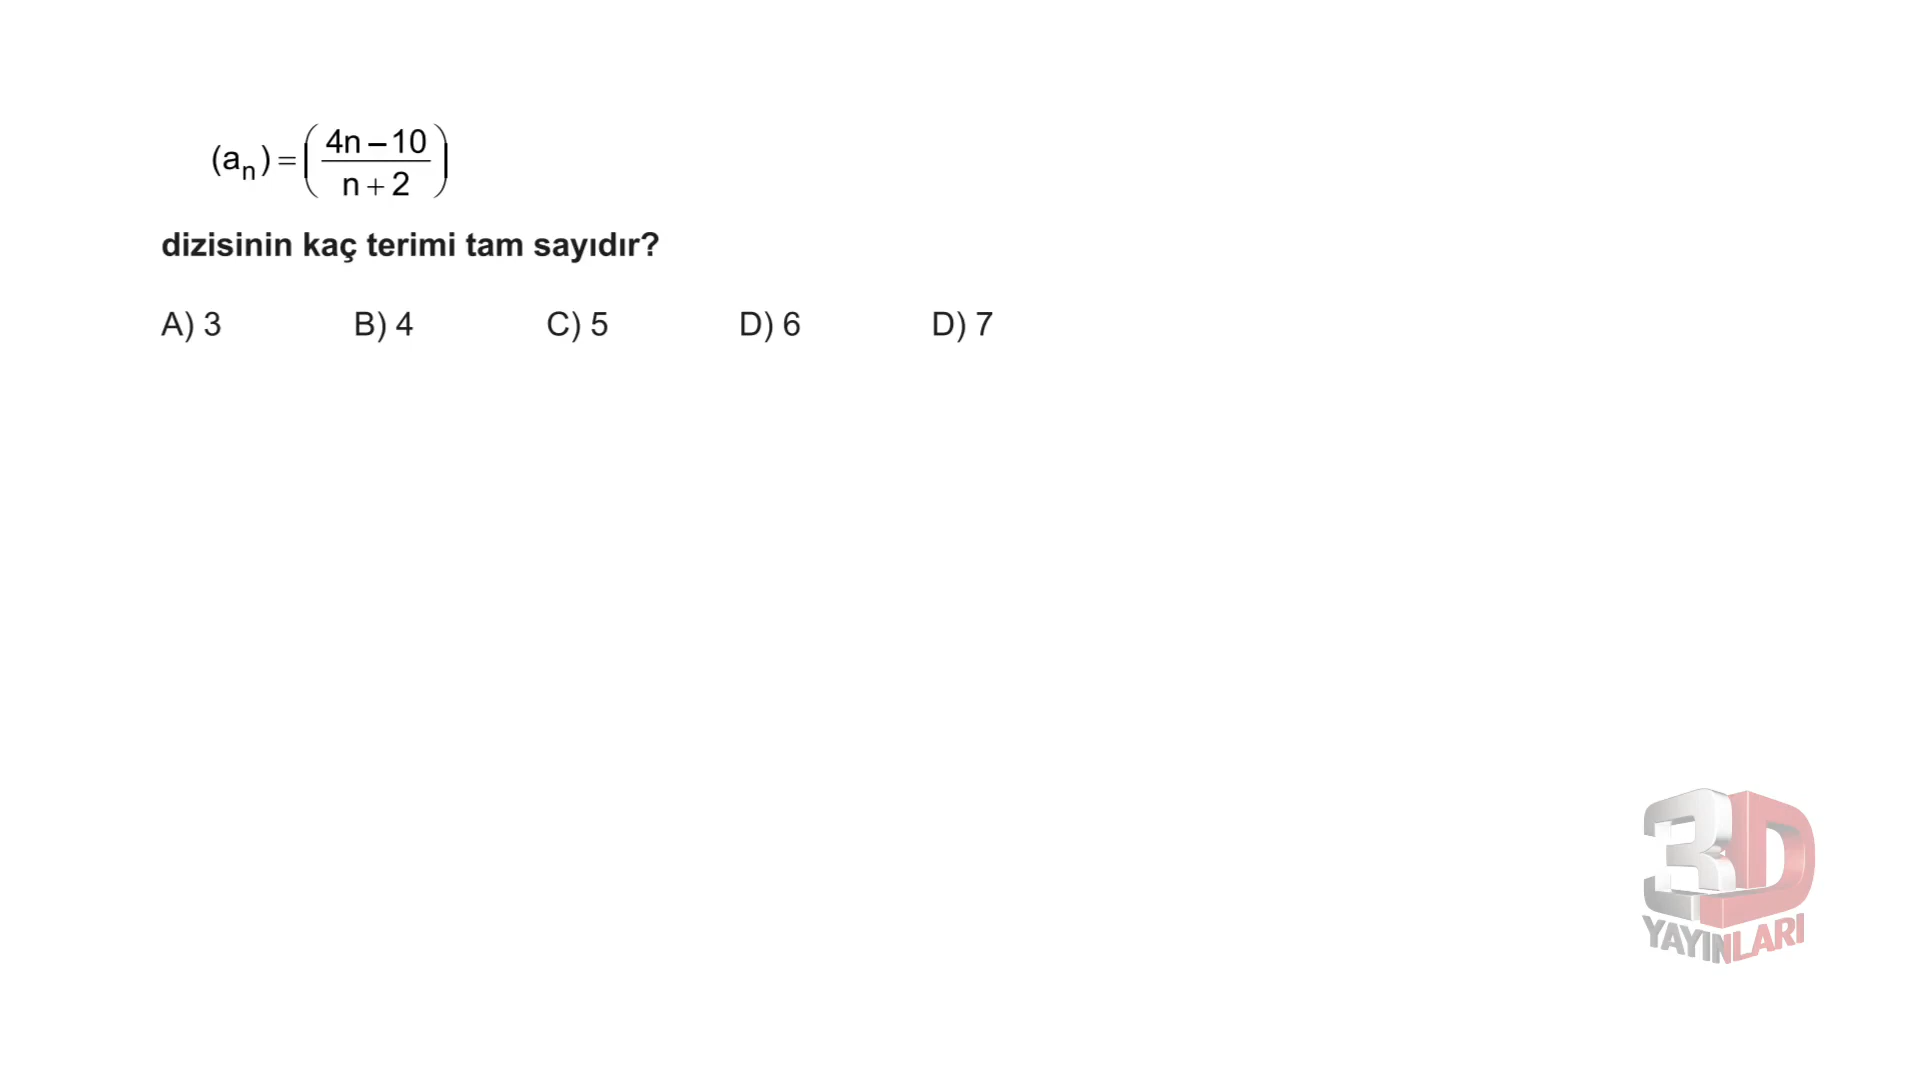 (aₙ) = ( (4n – 10) / (n + 2) )
dizisinin kaç terimi tam sayıdır?
A) 3 B) 4 C) 5 D) 6 D) 7
3D
YAYINLARI